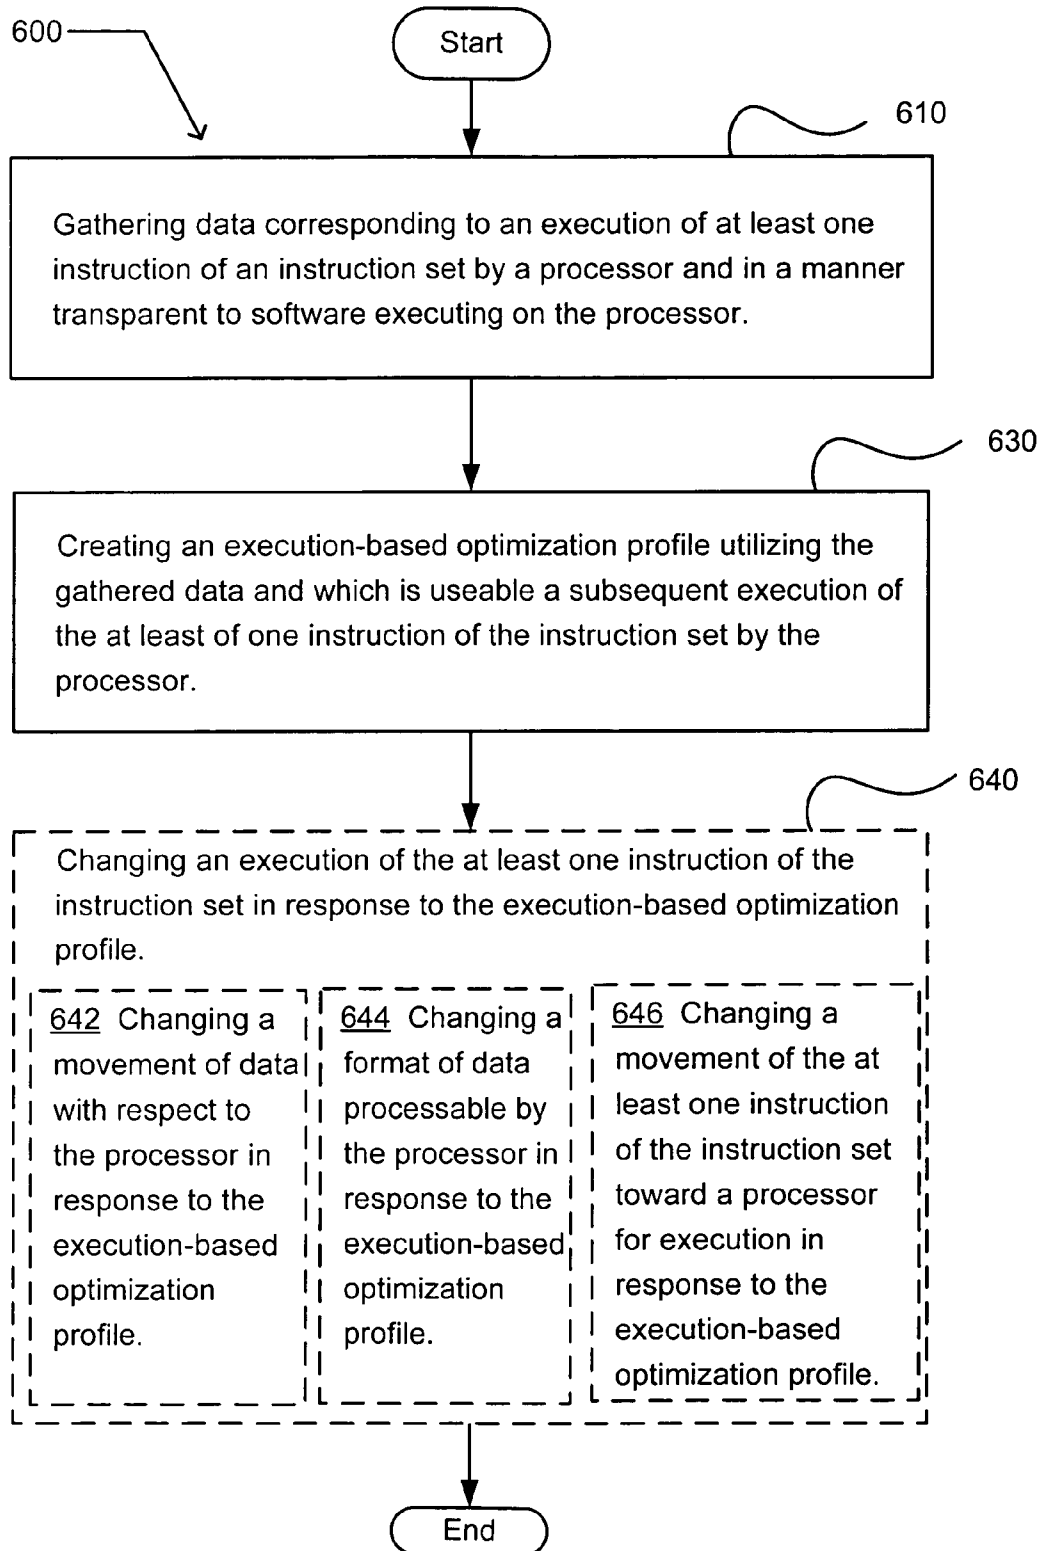 600
Start
610
Gathering data corresponding to an execution of at least one
instruction of an instruction set by a processor and in a manner
transparent to software executing on the processor.
630
Creating an execution-based optimization profile utilizing the
gathered data and which is useable a subsequent execution of
the at least of one instruction of the instruction set by the
processor.
640
Changing an execution of the at least one instruction of the
instruction set in response to the execution-based optimization
profile.
642 Changing a
movement of data
with respect to
the processor in
response to the
execution-based
optimization
profile.
644 Changing a
format of data
processable by
the processor in
response to the
execution-based
optimization
profile.
646 Changing a
movement of the at
least one instruction
of the instruction set
toward a processor
for execution in
response to the
execution-based
optimization profile.
End